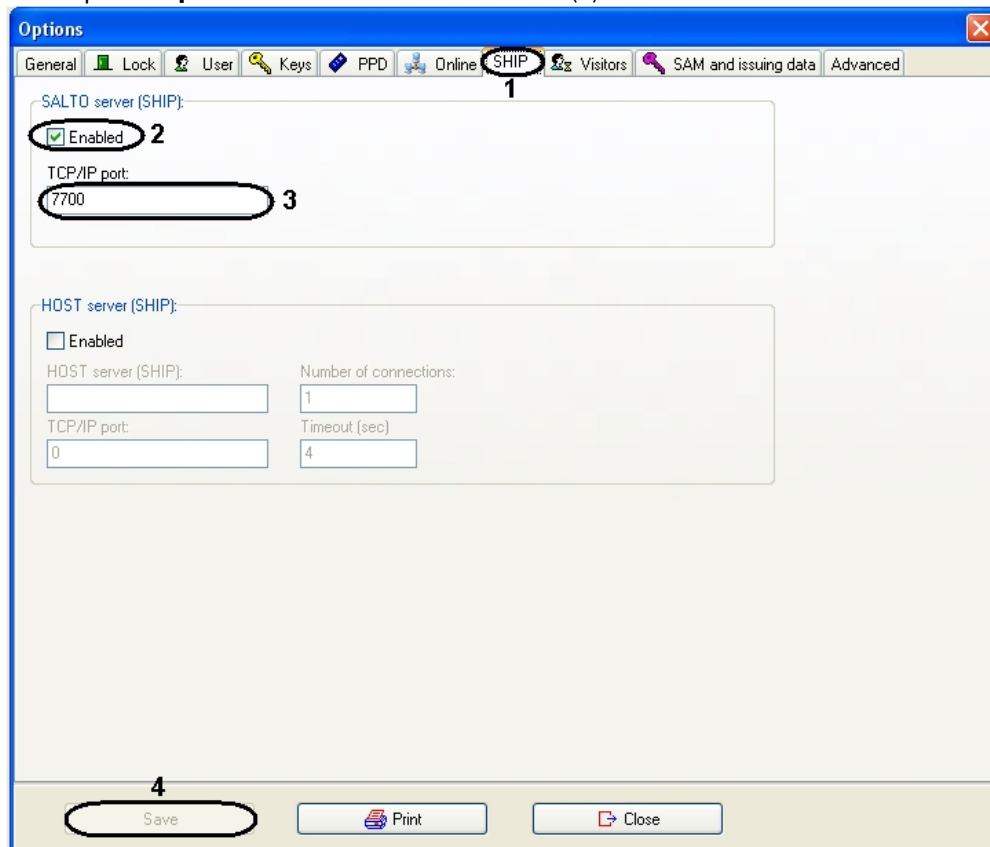 Options
General Lock User Keys PPD Online SHIP Visitors SAM and issuing data Advanced
1
SALTO server (SHIP):
Enabled 2
TCP/IP port:
7700 3
HOST server (SHIP):
Enabled
HOST server (SHIP): Number of connections:
1
TCP/IP port: Timeout (sec)
0 4
4
Save Print Close